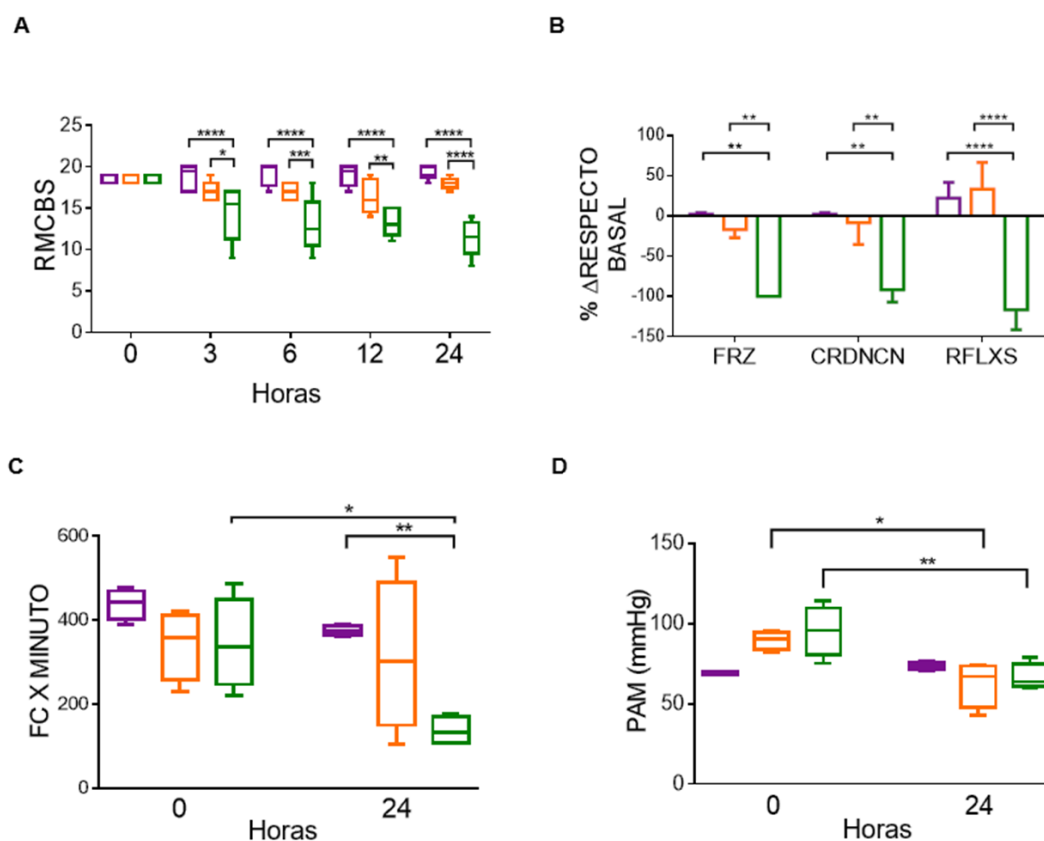 A
RMCBS
25
20
15
10
5
0
****
****
****
****
*
***
**
****
0 3 6 12 24
Horas
B
% ΔRESPECTO
BASAL
100
50
0
-50
-100
-150
** ** ****
** ** ****
FRZ CRDNCN RFLXS
C
FC X MINUTO
600
400
200
0
*
**
0 24
Horas
D
PAM (mmHg)
150
100
50
0
*
**
0 24
Horas